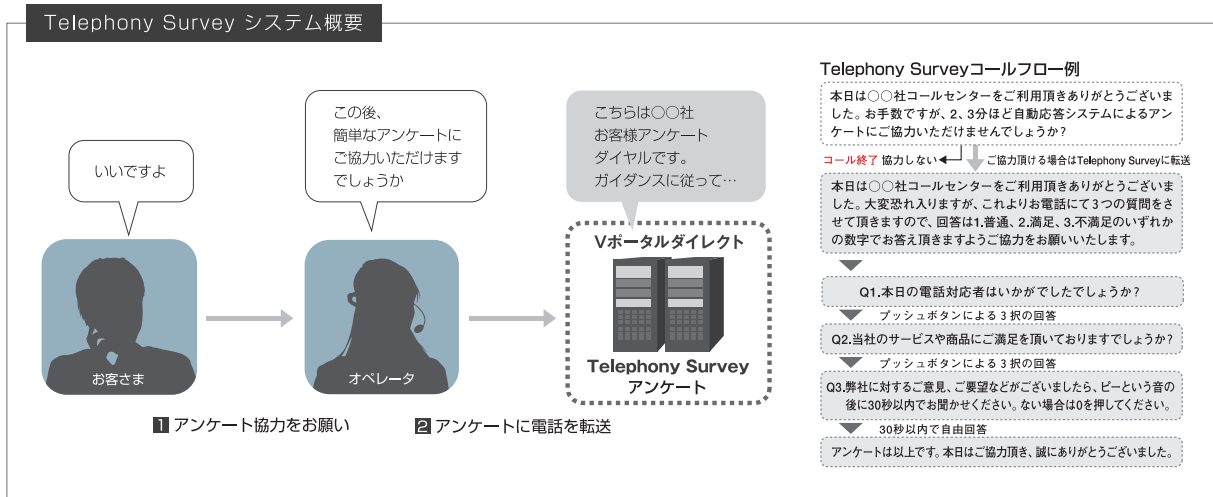 Telephony Survey システム概要
いいですよ
お客さま
この後、
簡単なアンケートに
ご協力いただけます
でしょうか
オペレータ
こちらは〇〇社
お客様アンケート
ダイヤルです。
ガイダンスに従って…
Vポータルダイレクト
Telephony Survey
アンケート
1 アンケート協力をお願い
2 アンケートに電話を転送
Telephony Surveyコールフロー例
本日は〇〇社コールセンターをご利用頂きありがとうございま
した。お手数ですが、2、3分ほど自動応答システムによるアン
ケートにご協力いただけませんでしょうか?
コール終了 協力しない ご協力頂ける場合はTelephony Surveyに転送
本日は〇〇社コールセンターをご利用頂きありがとうございま
した。大変恐れ入りますが、これよりお電話にて3つの質問をさ
せて頂きますので、回答は1.普通、2.満足、3.不満足のいずれか
の数字でお答え頂きますようご協力をお願いいたします。
Q1.本日の電話対応者はいかがでしたでしょうか?
プッシュボタンによる3択の回答
Q2.当社のサービスや商品にご満足を頂いておりますでしょうか?
プッシュボタンによる3択の回答
Q3.弊社に対するご意見、ご要望などがございましたら、ピーという音の
後に30秒以内でお聞かせください。ない場合は0を押してください。
30秒以内で自由回答
アンケートは以上です。本日はご協力頂き、誠にありがとうございました。